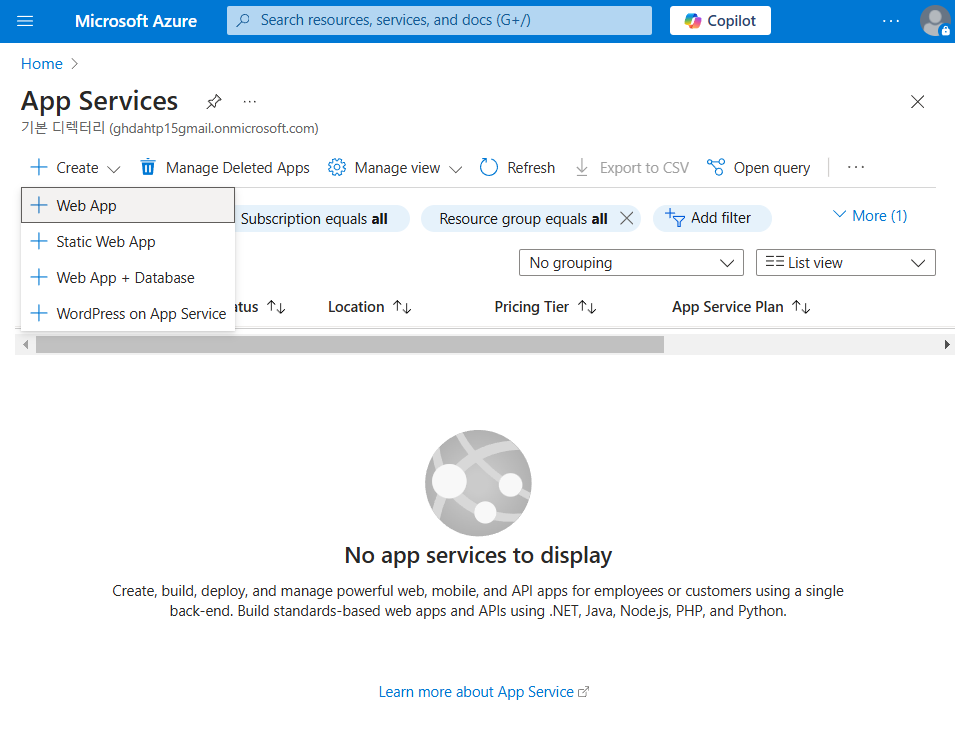 Microsoft Azure
Search resources, services, and docs (G+/)
Copilot
Home
App Services
기본 디렉터리 (ghdahtp15gmail.onmicrosoft.com)
Create
Manage Deleted Apps
Manage view
Refresh
Export to CSV
Open query
Web App
Static Web App
Web App + Database
WordPress on App Service
Subscription equals all
Resource group equals all
Add filter
More (1)
No grouping
List view
atus
Location
Pricing Tier
App Service Plan
No app services to display
Create, build, deploy, and manage powerful web, mobile, and API apps for employees or customers using a single
back-end. Build standards-based web apps and APIs using .NET, Java, Node.js, PHP, and Python.
Learn more about App Service